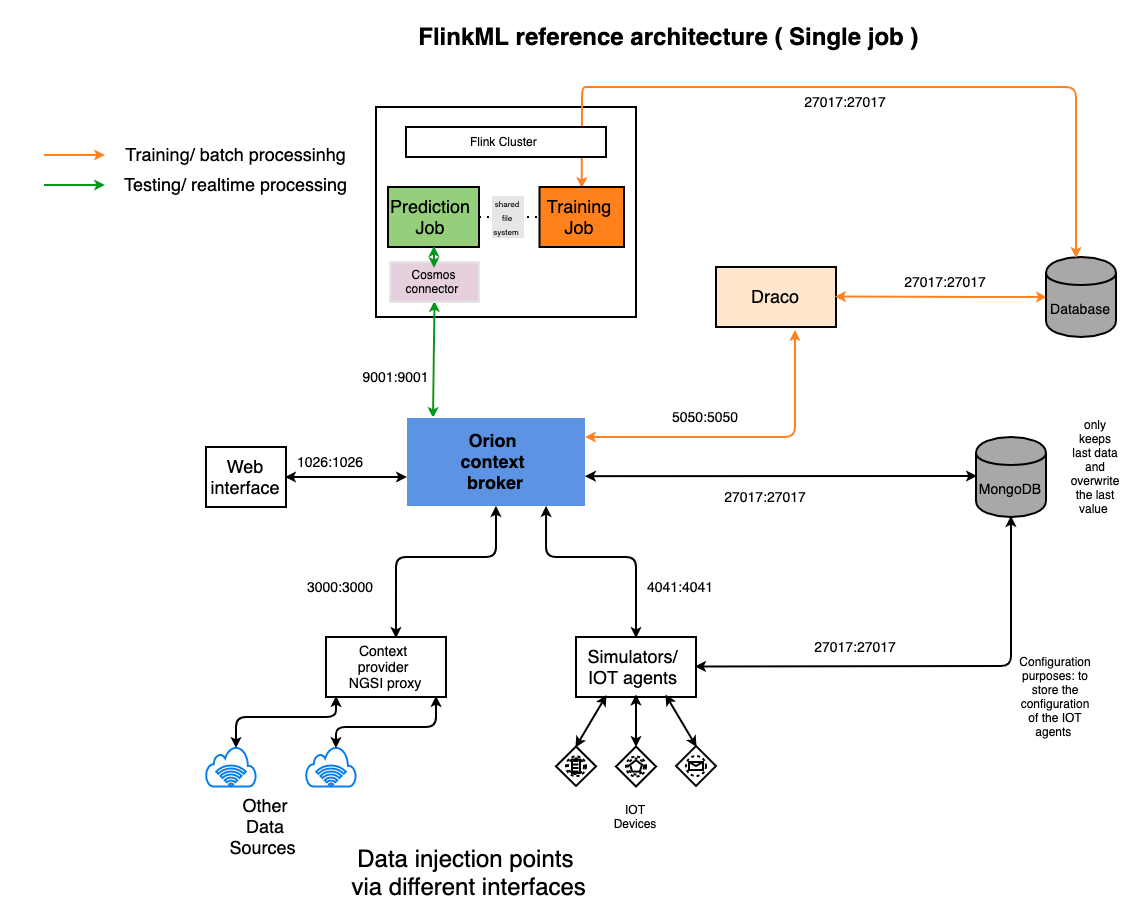 FlinkML reference architecture ( Single job )
27017:27017
Flink Cluster
Training/ batch processinhg
Testing/ realtime processing
Prediction
Job
shared
file
system
Training
Job
Cosmos
connector
Draco
27017:27017
Database
9001:9001
5050:5050
Orion
context
broker
Web
interface
1026:1026
27017:27017
MongoDB
only
keeps
last data
and
overwrite
the last
value
3000:3000
4041:4041
Context
provider
NGSI proxy
Simulators/
IOT agents
27017:27017
Configuration
purposes: to
store the
configuration
of the IOT
agents
Other
Data
Sources
IOT
Devices
Data injection points
via different interfaces